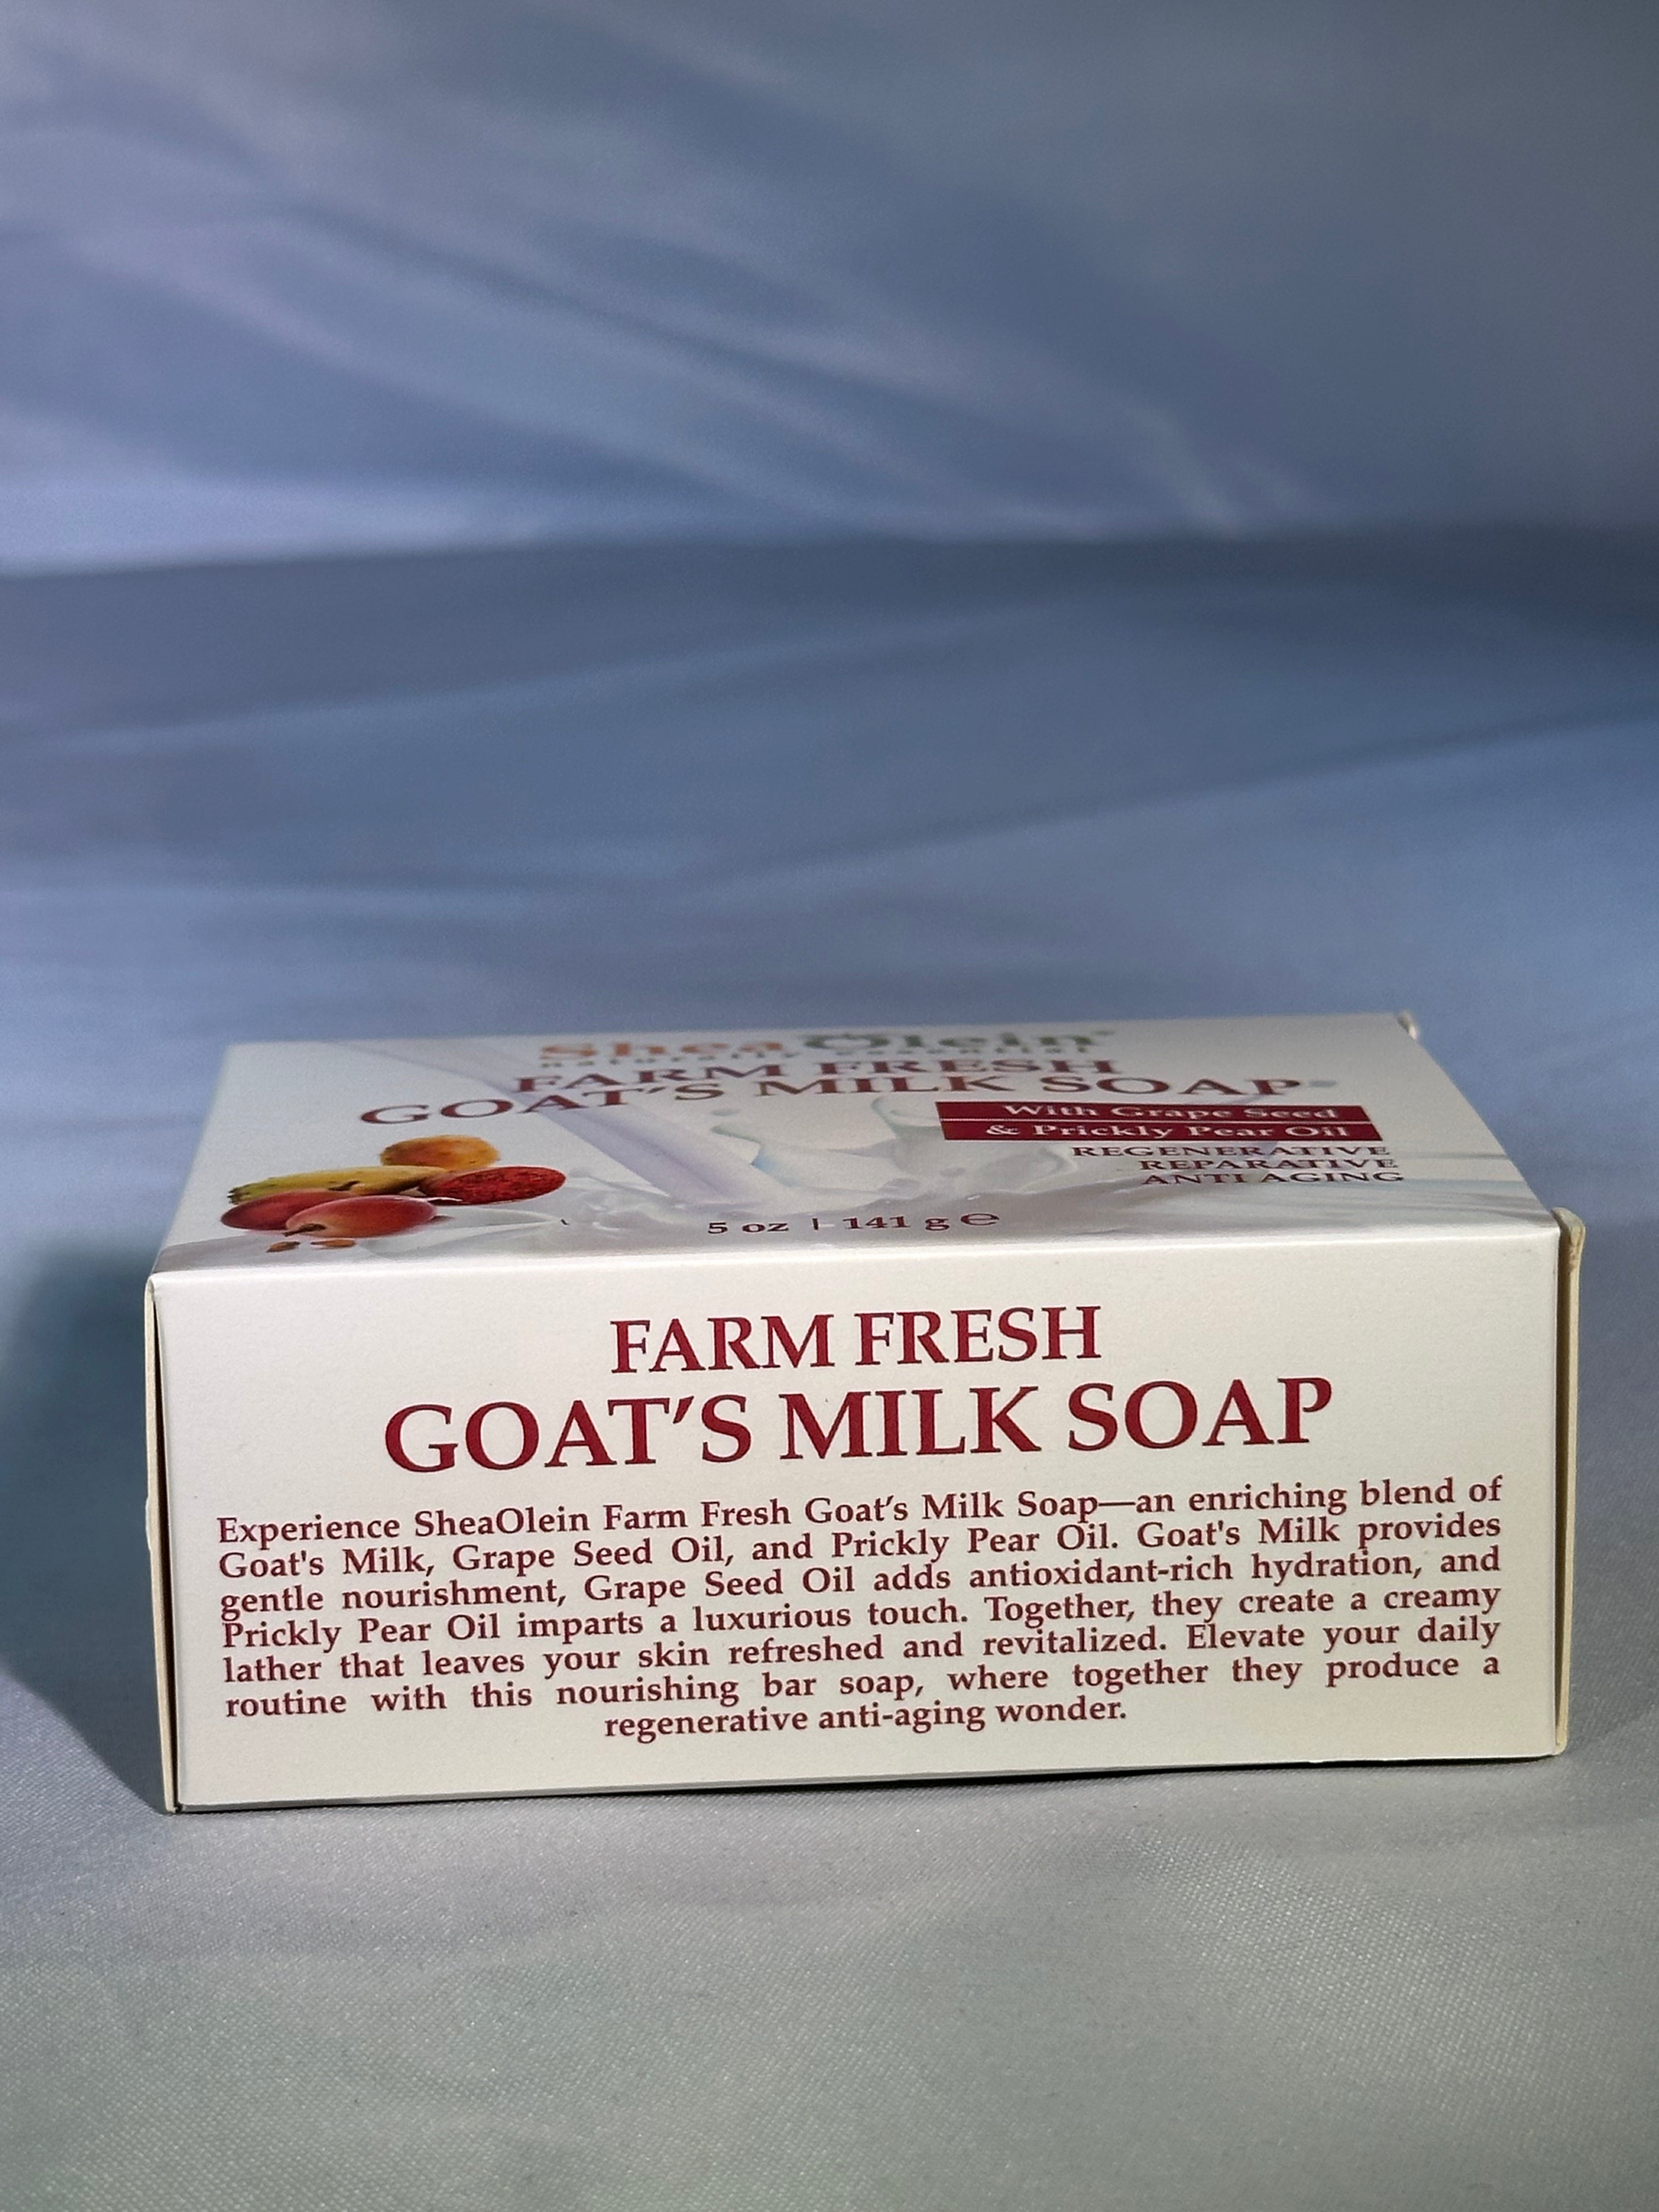 SheaOlein
naturally essential
FARM FRESH
GOAT'S MILK SOAP
With Grape Seed
& Prickly Pear Oil
REGENERATIVE
REPARATIVE
ANTI AGING
5 oz | 141 g ℮
FARM FRESH
GOAT'S MILK SOAP
Experience SheaOlein Farm Fresh Goat's Milk Soap—an enriching blend of
Goat's Milk, Grape Seed Oil, and Prickly Pear Oil. Goat's Milk provides
gentle nourishment, Grape Seed Oil adds antioxidant-rich hydration, and
Prickly Pear Oil imparts a luxurious touch. Together, they create a creamy
lather that leaves your skin refreshed and revitalized. Elevate your daily
routine with this nourishing bar soap, where together they produce a
regenerative anti-aging wonder.